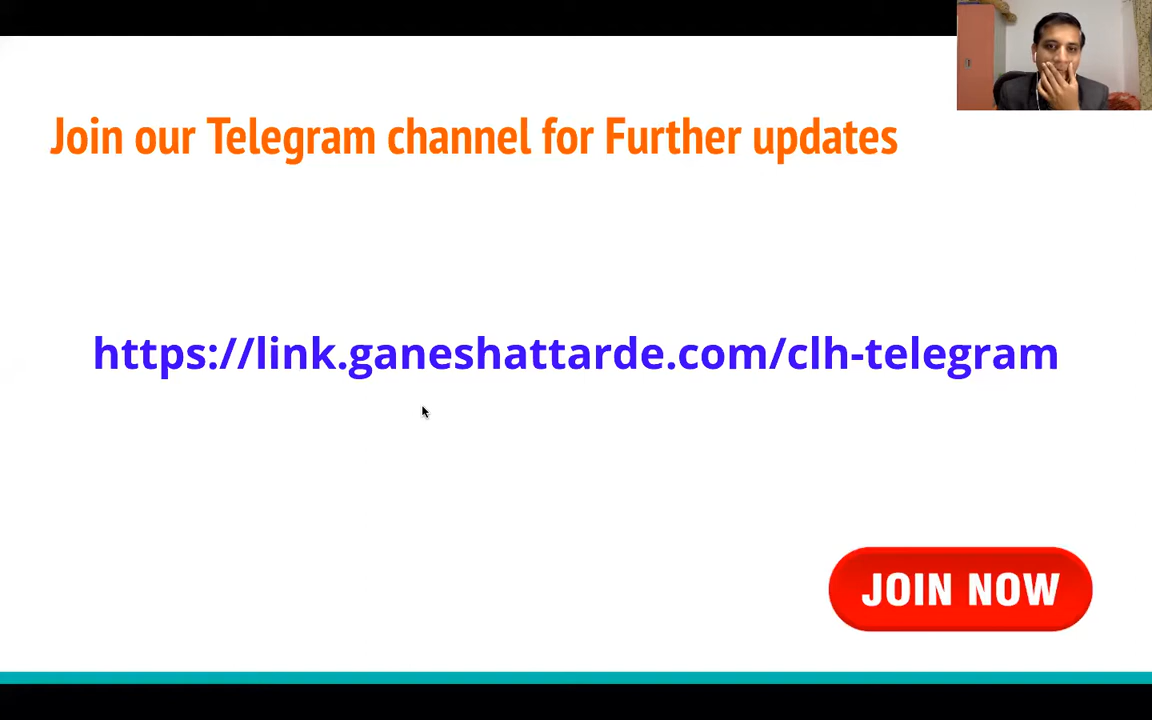 Join our Telegram channel for Further updates
https://link.ganeshattarde.com/clh-telegram
JOIN NOW